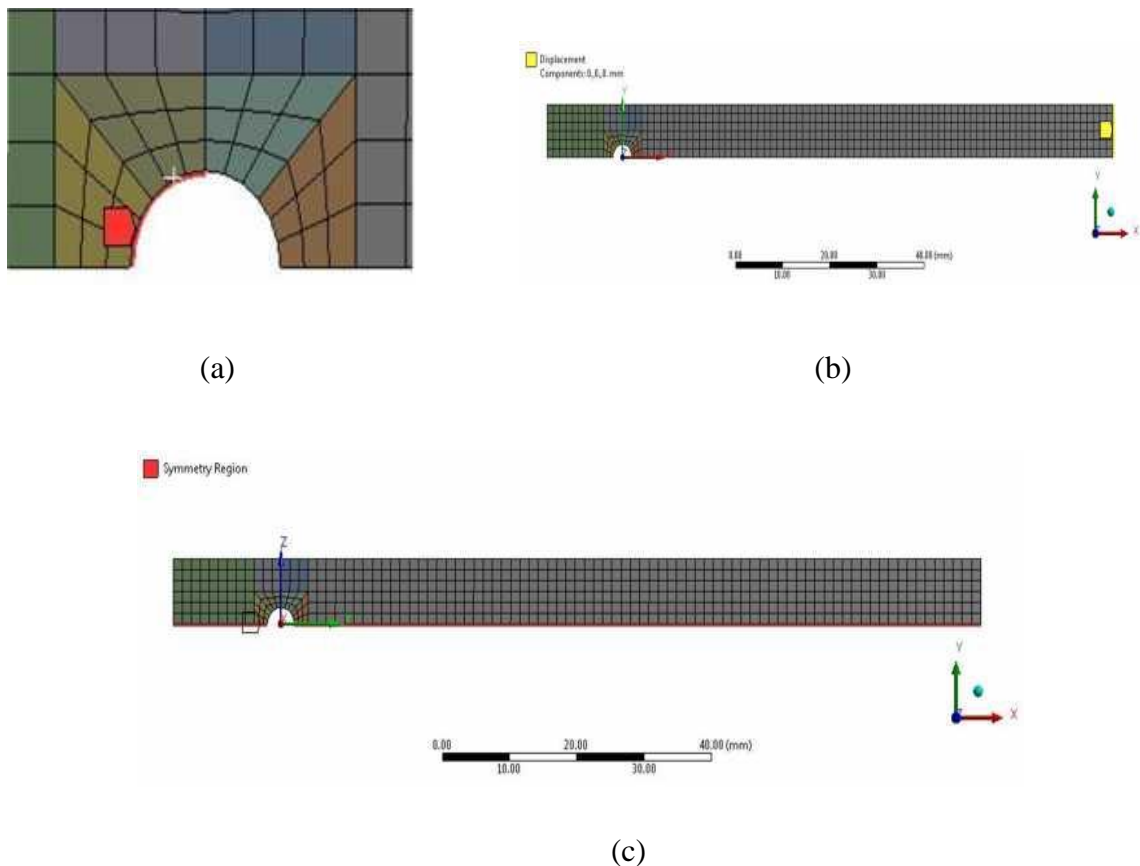 Displacement
Components: 0,0,0. mm
Y
Y
X
0.00 20.00 40.00 (mm)
10.00 30.00
(a)
(b)
Symmetry Region
Z
Y
X
0.00 20.00 40.00 (mm)
10.00 30.00
(c)